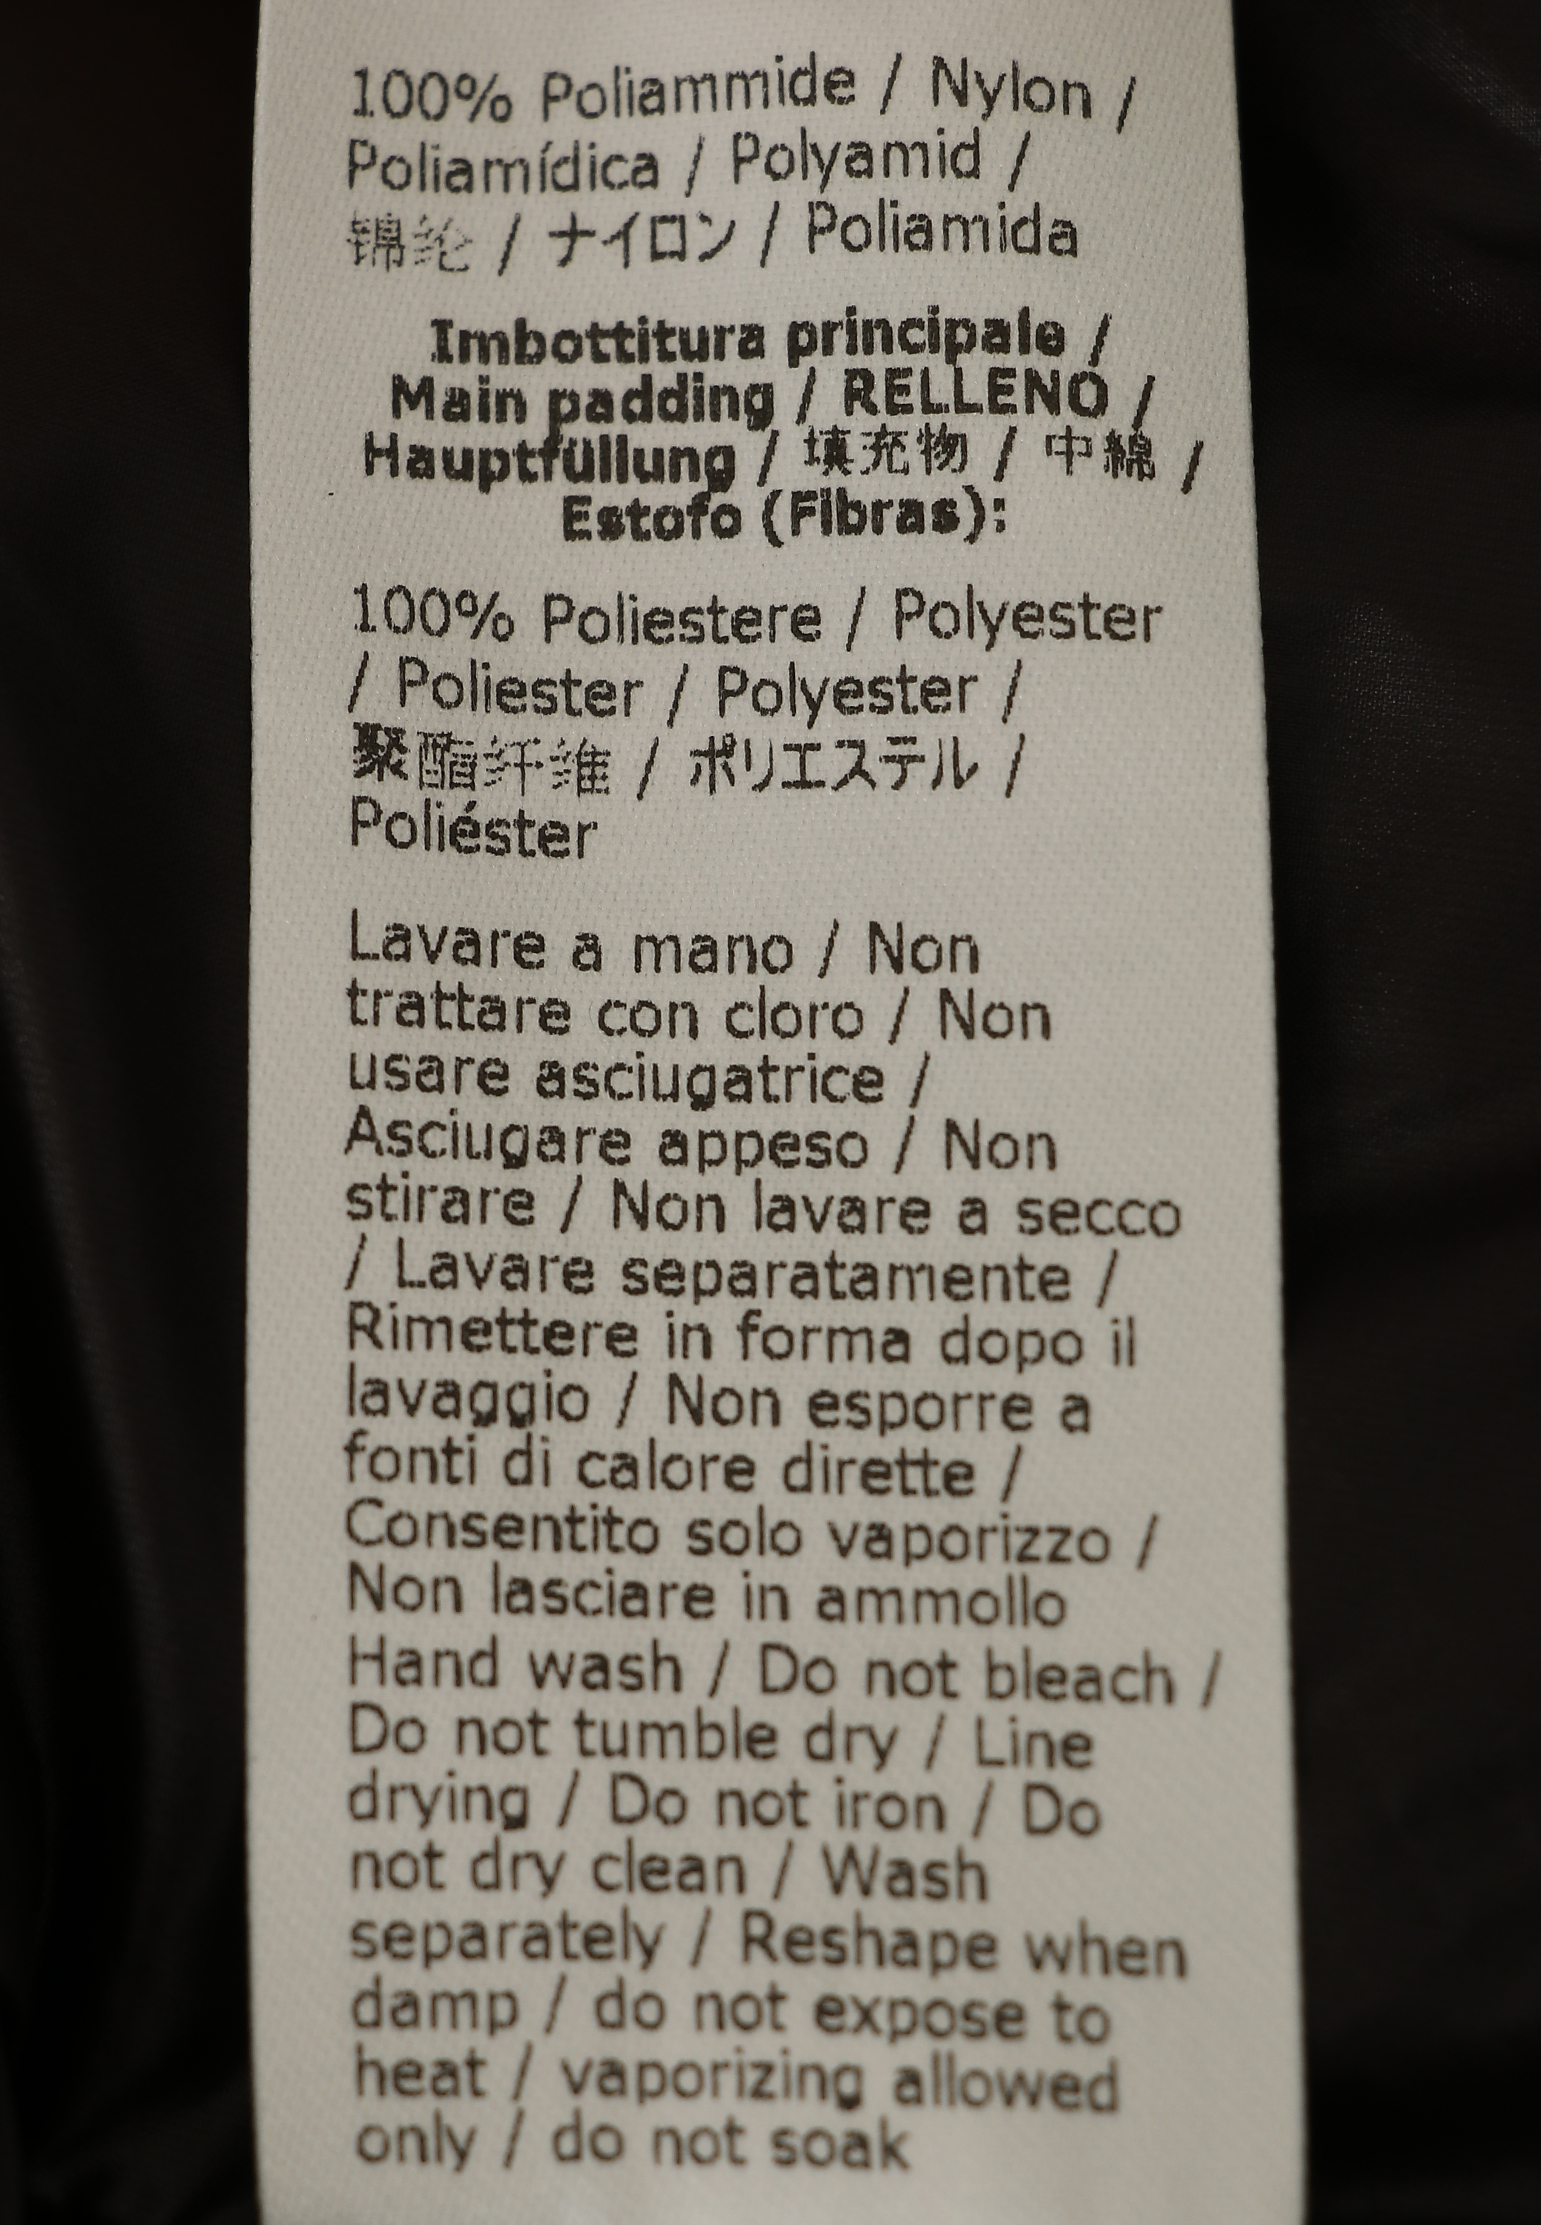 100% Poliammide / Nylon /
Poliamídica / Polyamid /
锦纶 / ナイロン / Poliamida
Imbottitura principale /
Main padding / RELLENO /
Hauptfüllung / 填充物 / 中綿 /
Estofo (Fibras):
100% Poliestere / Polyester
/ Poliester / Polyester /
聚酯纤维 / ポリエステル /
Poliéster
Lavare a mano / Non
trattare con cloro / Non
usare asciugatrice /
Asciugare appeso / Non
stirare / Non lavare a secco
/ Lavare separatamente /
Rimettere in forma dopo il
lavaggio / Non esporre a
fonti di calore dirette /
Consentito solo vaporizzo /
Non lasciare in ammollo
Hand wash / Do not bleach /
Do not tumble dry / Line
drying / Do not iron / Do
not dry clean / Wash
separately / Reshape when
damp / do not expose to
heat / vaporizing allowed
only / do not soak